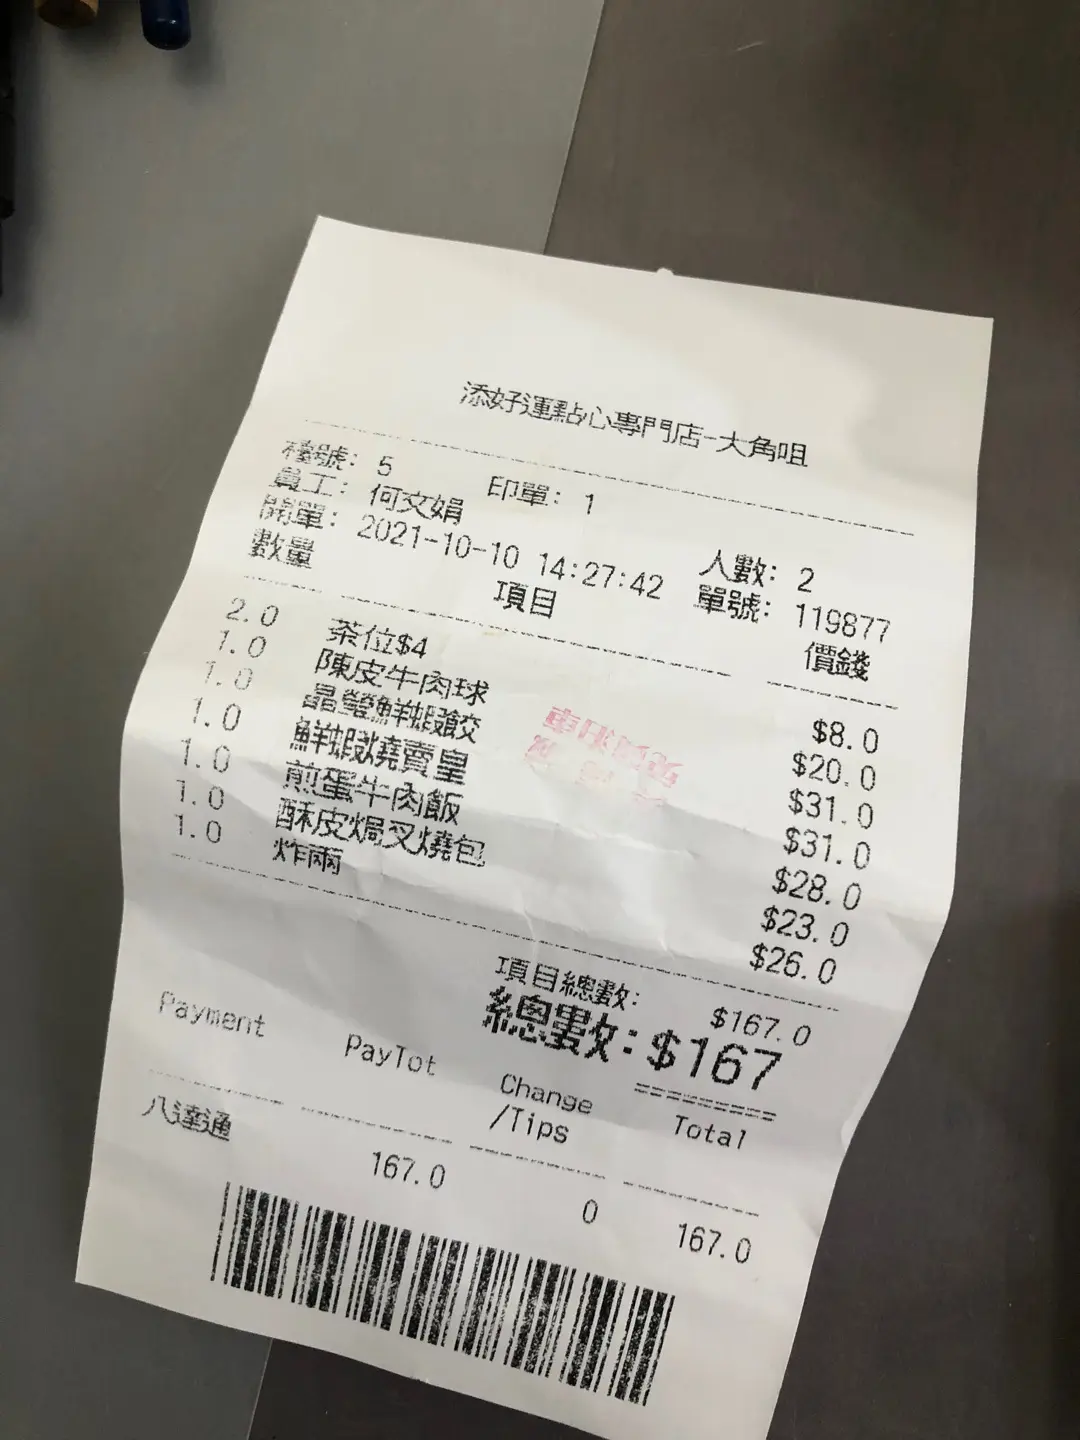 添好運點心專門店-大角咀
檯號: 5 印單: 1 人數: 2
員工: 何文娟 單號: 119877
開單: 2021-10-10 14:27:42
數量 項目 價錢
2.0 茶位$4 $8.0
1.0 陳皮牛肉球 $20.0
1.0 晶瑩鮮蝦餃 $31.0
1.0 鮮蝦燒賣皇 $31.0
1.0 煎蛋牛肉飯 $28.0
1.0 酥皮焗叉燒包 $23.0
1.0 炸兩 $26.0
項目總數: $167.0
總數: $167
=========
Payment PayTot Change/Tips Total
八達通 167.0 0 167.0